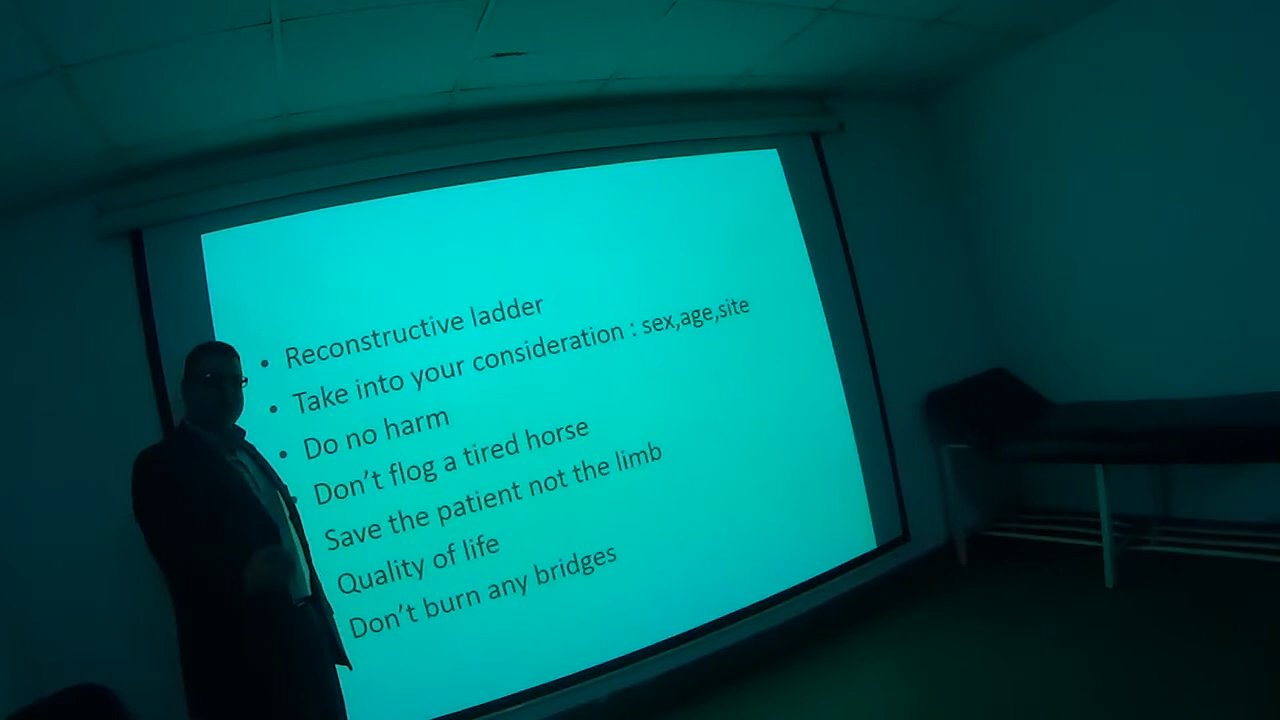 • Reconstructive ladder
• Take into your consideration : sex,age,site
• Do no harm
• Don't flog a tired horse
Save the patient not the limb
Quality of life
Don't burn any bridges